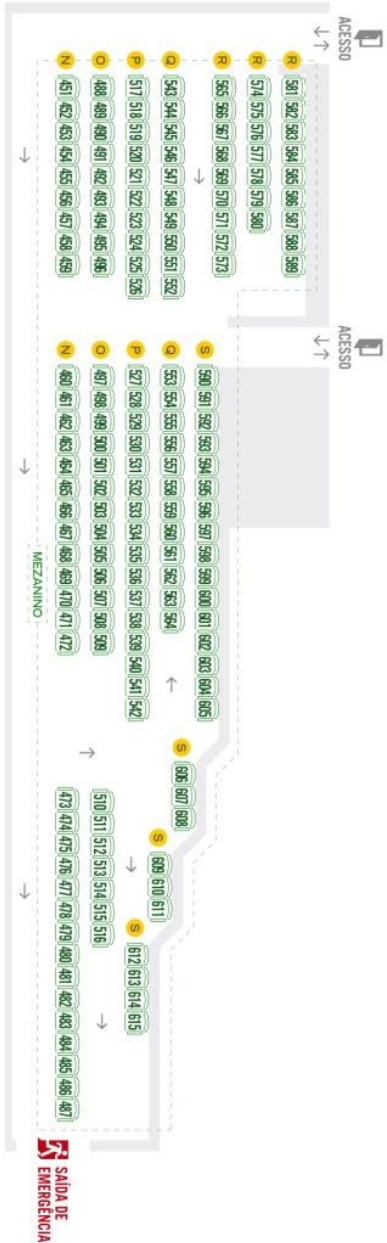 ACESSO
ACESSO
R 581 582 583 584 585 586 587 588 589
R 574 575 576 577 578 579 580
R 565 566 567 568 569 570 571 572 573
S 590 591 592 593 594 595 596 597 598 599 600 601 602 603 604 605
S 606 607 608
Q 543 544 545 546 547 548 549 550 551 552
Q 553 554 555 556 557 558 559 560 561 562 563 564
S 609 610 611
P 517 518 519 520 521 522 523 524 525 526
P 527 528 529 530 531 532 533 534 535 536 537 538 539 540 541 542
S 612 613 614 615
O 488 489 490 491 492 493 494 495 496
O 497 498 499 500 501 502 503 504 505 506 507 508 509
510 511 512 513 514 515 516
N 451 452 453 454 455 456 457 458 459
N 460 461 462 463 464 465 466 467 468 469 470 471 472
473 474 475 476 477 478 479 480 481 482 483 484 485 486 487
MEZANINO
SAÍDA DE
EMERGÊNCIA